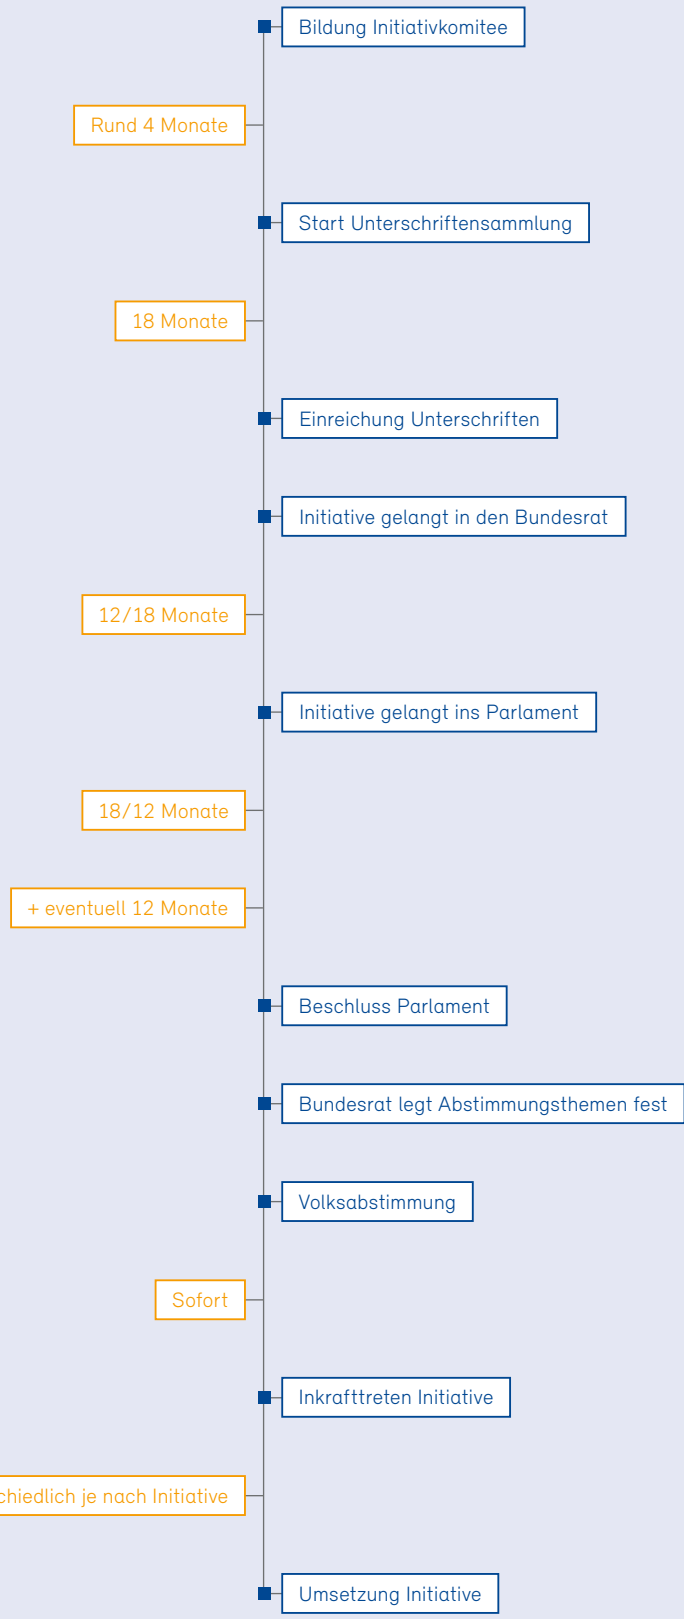 Bildung Initiativkomitee
Rund 4 Monate
Start Unterschriftensammlung
18 Monate
Einreichung Unterschriften
Initiative gelangt in den Bundesrat
12/18 Monate
Initiative gelangt ins Parlament
18/12 Monate
+ eventuell 12 Monate
Beschluss Parlament
Bundesrat legt Abstimmungsthemen fest
Volksabstimmung
Sofort
Inkrafttreten Initiative
je nach Initiative
Umsetzung Initiative